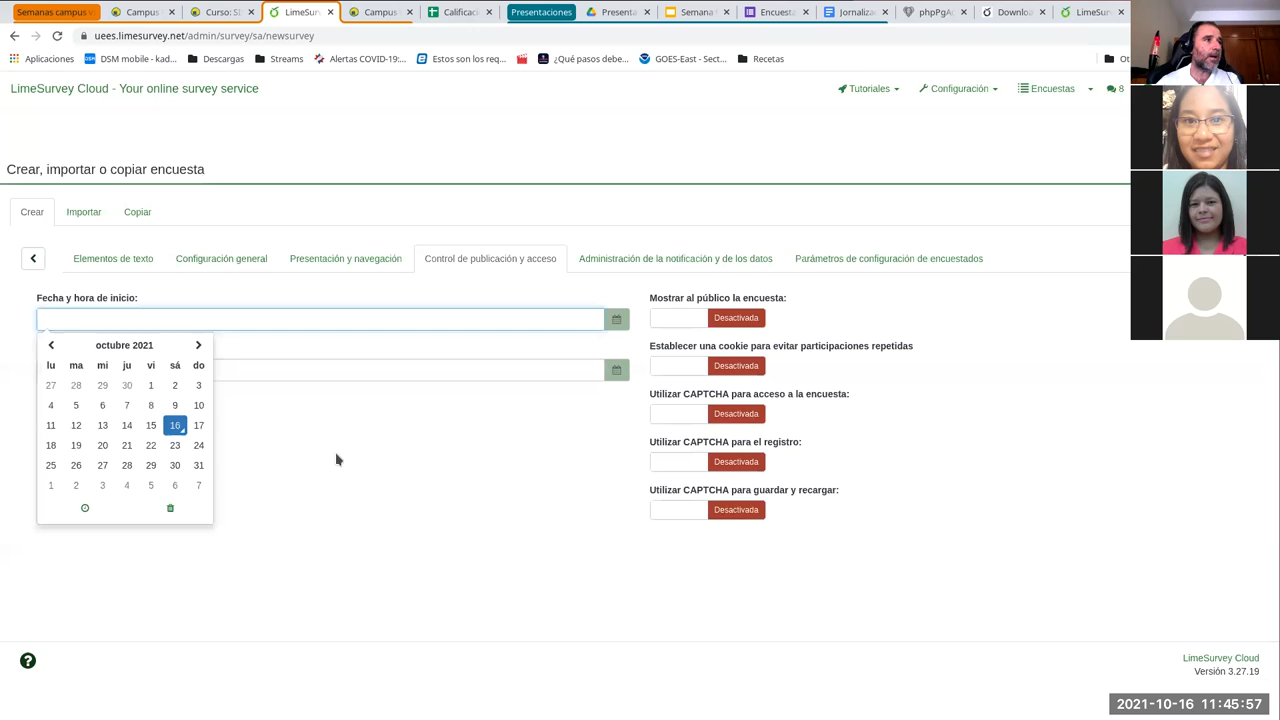 Semanas campus v
Campus
Curso: SE
LimeSurv
Campus
Calificaci
Presentaciones
Presenta
Semana
Encuesta
Jornaliza
phpPgA
Downloa
LimeSurv
uees.limesurvey.net/admin/survey/sa/newsurvey
Aplicaciones
DSM mobile - kad...
Descargas
Streams
Alertas COVID-19:...
Estos son los req...
¿Qué pasos debe...
GOES-East - Sect...
Recetas
Ot
LimeSurvey Cloud - Your online survey service
Tutoriales
Configuración
Encuestas
8
Crear, importar o copiar encuesta
Crear
Importar
Copiar
Elementos de texto
Configuración general
Presentación y navegación
Control de publicación y acceso
Administración de la notificación y de los datos
Parámetros de configuración de encuestados
Fecha y hora de inicio:
octubre 2021
lu ma mi ju vi sá do
27 28 29 30 1 2 3
4 5 6 7 8 9 10
11 12 13 14 15 16 17
18 19 20 21 22 23 24
25 26 27 28 29 30 31
1 2 3 4 5 6 7
Mostrar al público la encuesta:
Desactivada
Establecer una cookie para evitar participaciones repetidas
Desactivada
Utilizar CAPTCHA para acceso a la encuesta:
Desactivada
Utilizar CAPTCHA para el registro:
Desactivada
Utilizar CAPTCHA para guardar y recargar:
Desactivada
LimeSurvey Cloud
Versión 3.27.19
2021-10-16 11:45:57